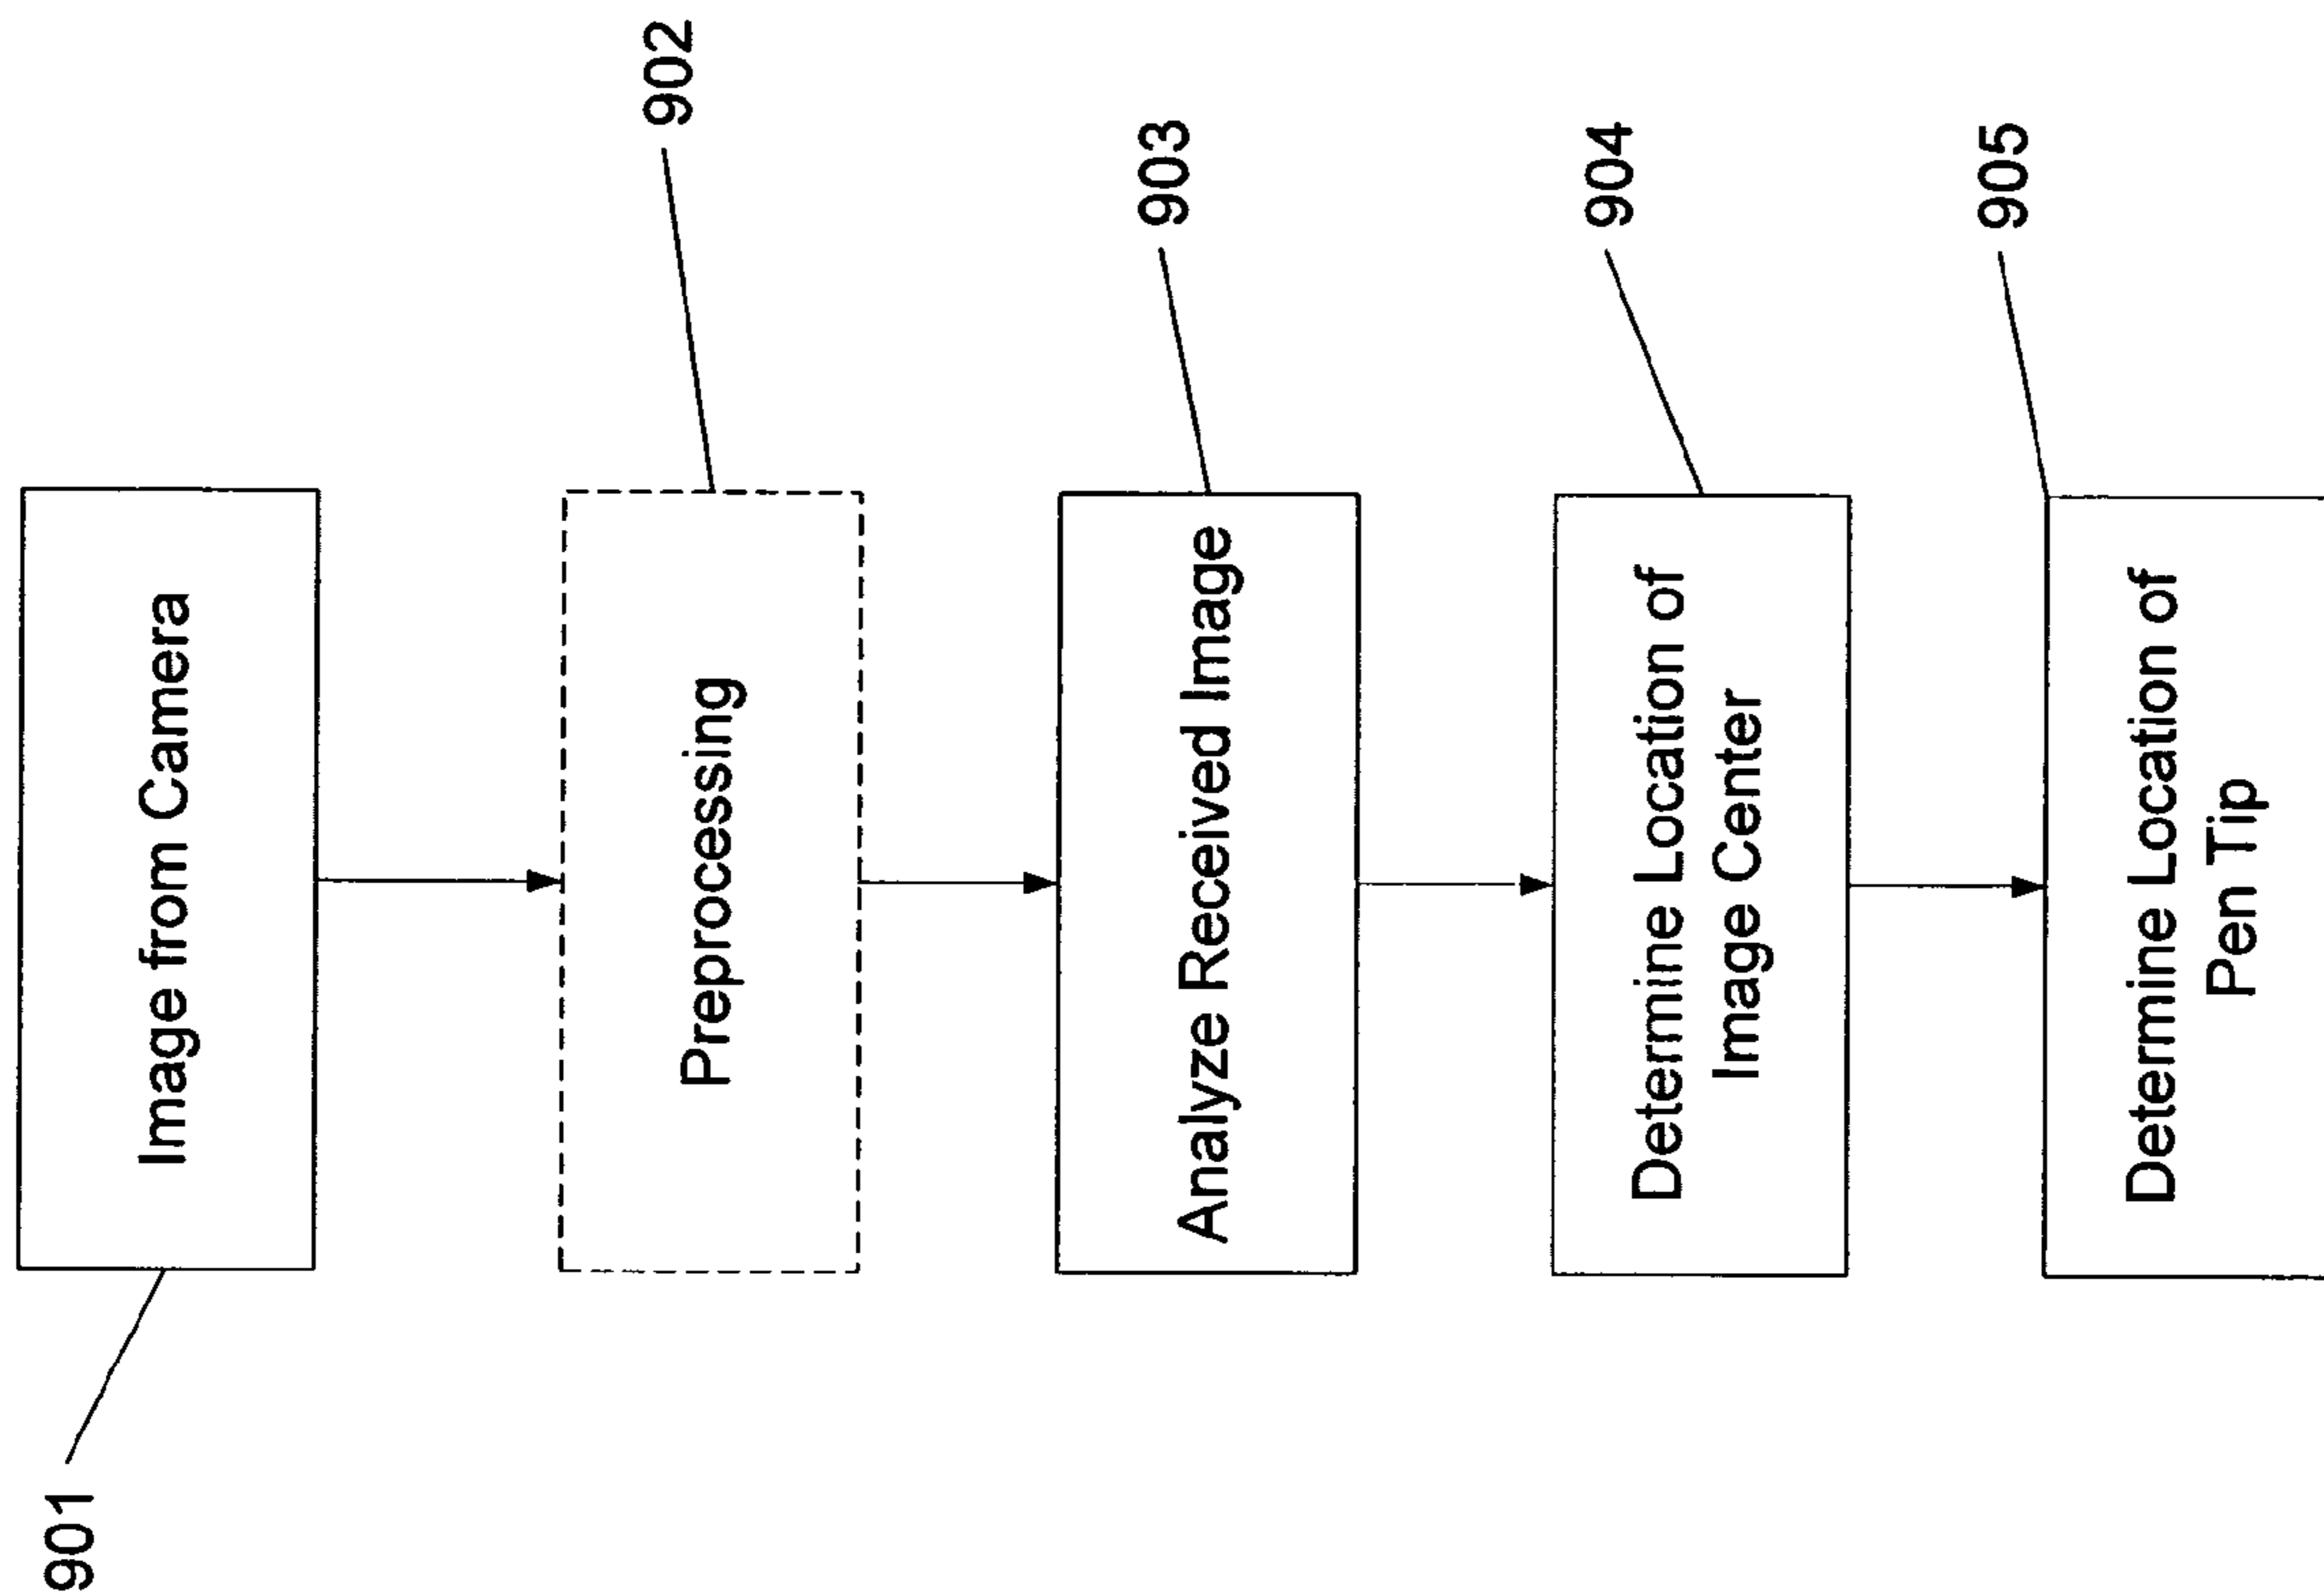 901
Image from Camera
902
Preprocessing
903
Analyze Received Image
904
Determine Location of
Image Center
905
Determine Location of
Pen Tip